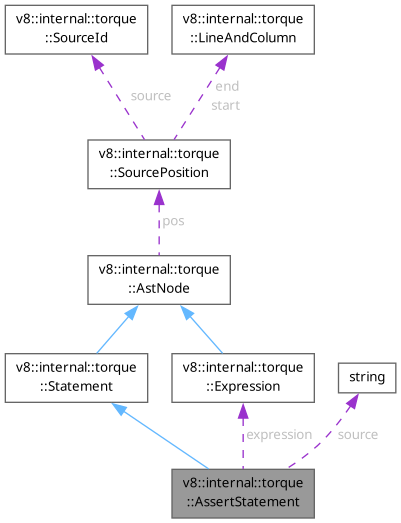 v8::internal::torque
::SourceId
v8::internal::torque
::LineAndColumn
source
end
start
v8::internal::torque
::SourcePosition
pos
v8::internal::torque
::AstNode
v8::internal::torque
::Statement
v8::internal::torque
::Expression
string
expression
source
v8::internal::torque
::AssertStatement